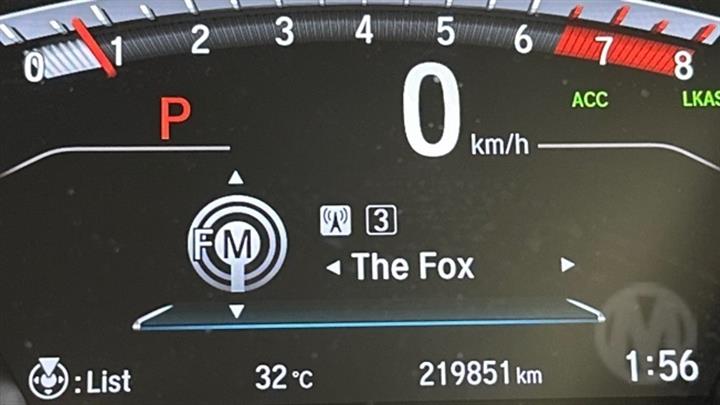 0 1 2 3 4 5 6 7 8
ACC LKAS
P 0 km/h
3
FM The Fox
: List 32 °C 219851 km 1:56
M